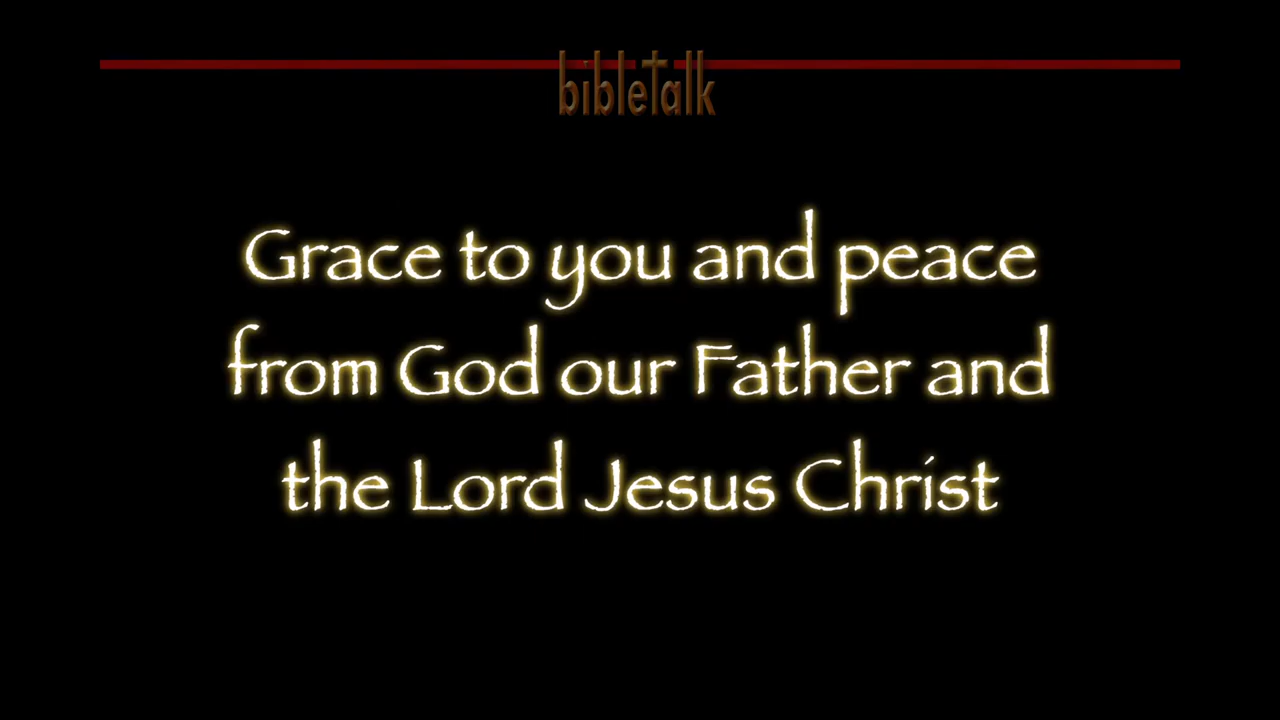 bibleTalk
Grace to you and peace
from God our Father and
the Lord Jesus Christ